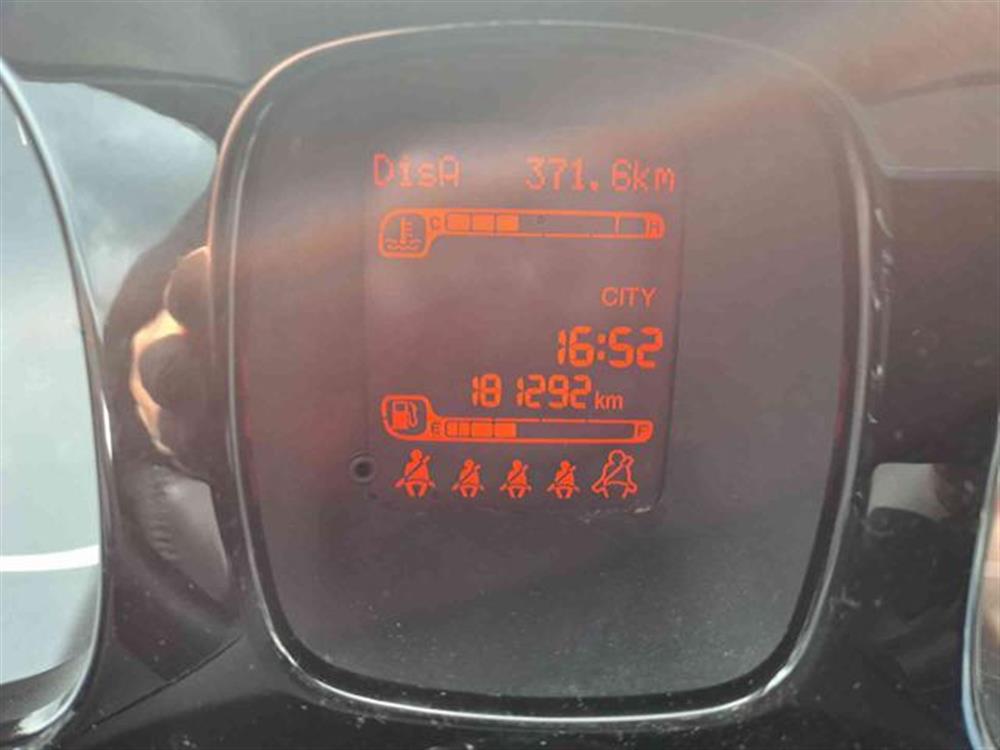 DisA 371.6km
C H
CITY
16:52
181292 km
E F